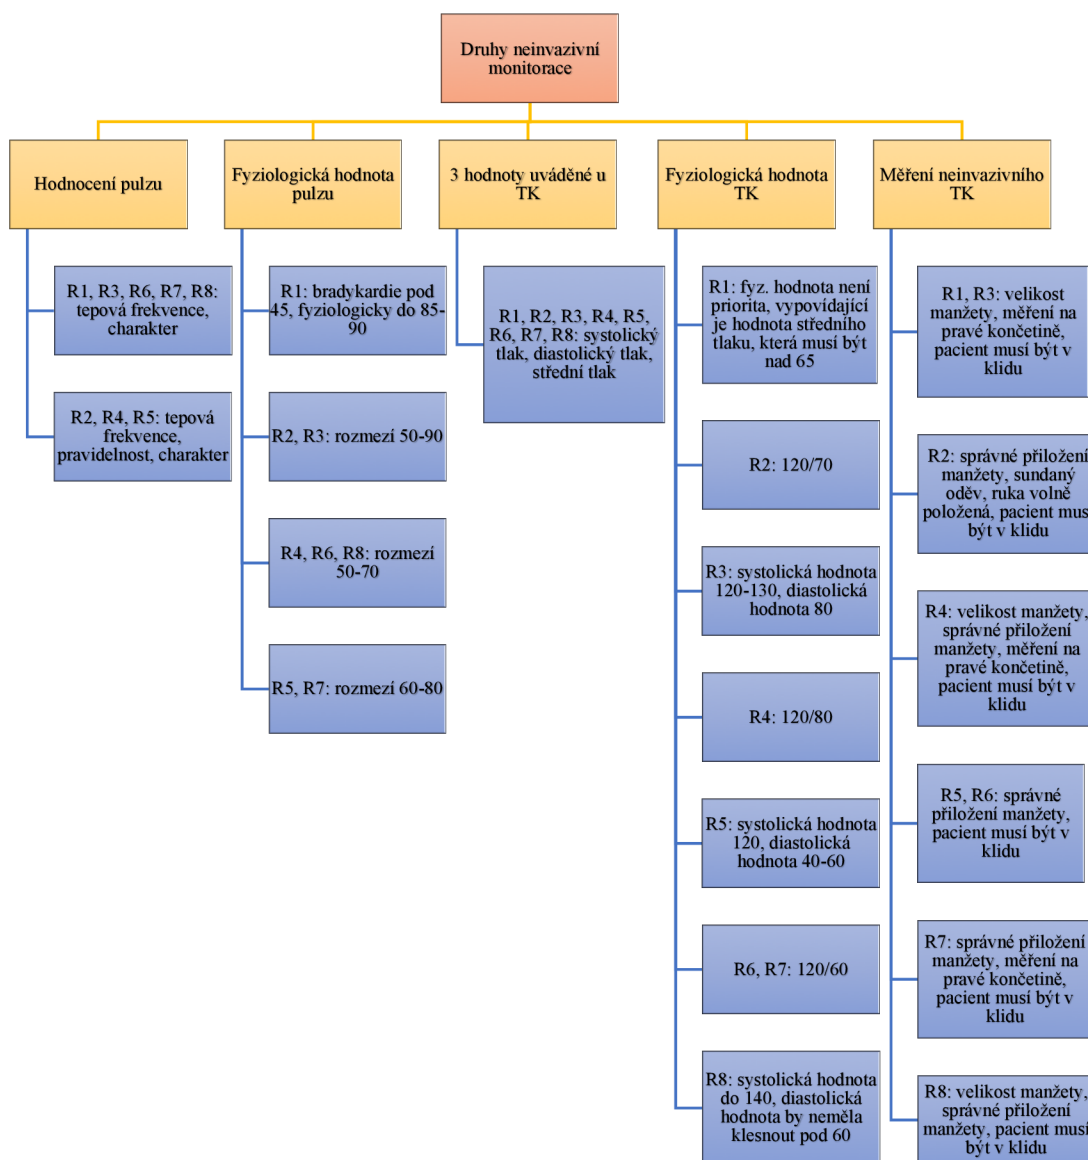 Druhy neinvazivní
monitorace
Hodnocení pulzu
R1, R3, R6, R7, R8:
tepová frekvence,
charakter
R2, R4, R5: tepová
frekvence,
pravidelnost, charakter
Fyziologická hodnota
pulzu
R1: bradykardie pod
45, fyziologicky do 85-
90
R2, R3: rozmezí 50-90
R4, R6, R8: rozmezí
50-70
R5, R7: rozmezí 60-80
3 hodnoty uváděné u
TK
R1, R2, R3, R4, R5,
R6, R7, R8: systolický
tlak, diastolický tlak,
střední tlak
Fyziologická hodnota
TK
R1: fyz. hodnota není
priorita, vypovídající
je hodnota středního
tlaku, která musí být
nad 65
R2: 120/70
R3: systolická hodnota
120-130, diastolická
hodnota 80
R4: 120/80
R5: systolická hodnota
120, diastolická
hodnota 40-60
R6, R7: 120/60
R8: systolická hodnota
do 140, diastolická
hodnota by neměla
klesnout pod 60
Měření neinvazivního
TK
R1, R3: velikost
manžety, měření na
pravé končetině,
pacient musí být v
klidu
R2: správné přiložení
manžety, sundaný
oděv, ruka volně
položená, pacient mus
být v klidu
R4: velikost manžety,
správné přiložení
manžety, měření na
pravé končetině,
pacient musí být v
klidu
R5, R6: správné
přiložení manžety,
pacient musí být v
klidu
R7: správné přiložení
manžety, měření na
pravé končetině,
pacient musí být v
klidu
R8: velikost manžety,
správné přiložení
manžety, pacient musí
být v klidu